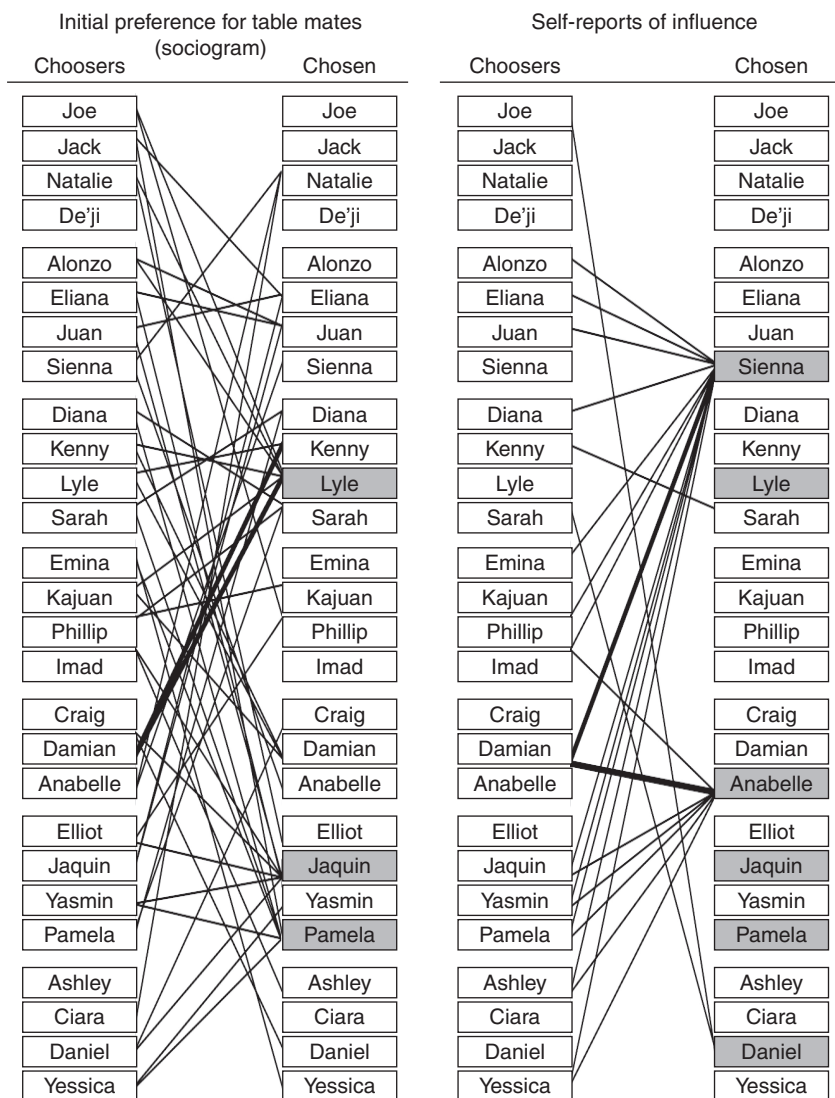 Initial preference for table mates
(sociogram)
Choosers
Chosen
Joe
Jack
Natalie
De'ji
Alonzo
Eliana
Juan
Sienna
Diana
Kenny
Lyle
Sarah
Emina
Kajuan
Phillip
Imad
Craig
Damian
Anabelle
Elliot
Jaquin
Yasmin
Pamela
Ashley
Ciara
Daniel
Yessica
Joe
Jack
Natalie
De'ji
Alonzo
Eliana
Juan
Sienna
Diana
Kenny
Lyle
Sarah
Emina
Kajuan
Phillip
Imad
Craig
Damian
Anabelle
Elliot
Jaquin
Yasmin
Pamela
Ashley
Ciara
Daniel
Yessica
Self-reports of influence
Choosers
Chosen
Joe
Jack
Natalie
De'ji
Alonzo
Eliana
Juan
Sienna
Diana
Kenny
Lyle
Sarah
Emina
Kajuan
Phillip
Imad
Craig
Damian
Anabelle
Elliot
Jaquin
Yasmin
Pamela
Ashley
Ciara
Daniel
Yessica
Joe
Jack
Natalie
De'ji
Alonzo
Eliana
Juan
Sienna
Diana
Kenny
Lyle
Sarah
Emina
Kajuan
Phillip
Imad
Craig
Damian
Anabelle
Elliot
Jaquin
Yasmin
Pamela
Ashley
Ciara
Daniel
Yessica